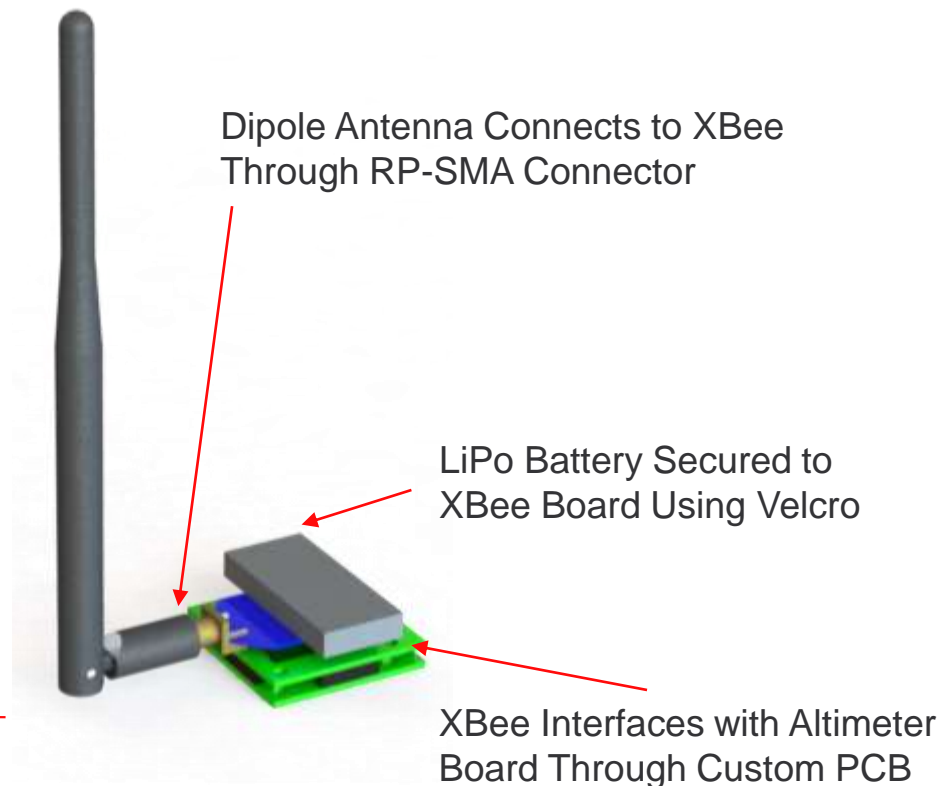 Dipole Antenna Connects to XBee
Through RP-SMA Connector
LiPo Battery Secured to
XBee Board Using Velcro
XBee Interfaces with Altimeter
Board Through Custom PCB